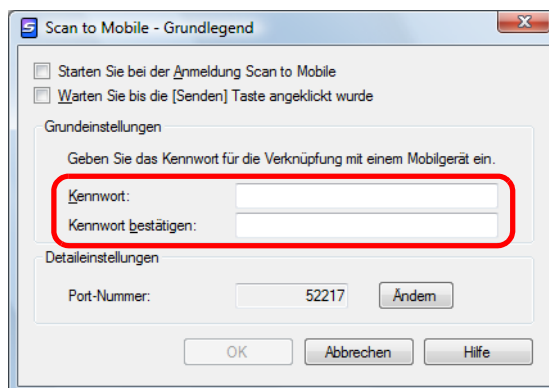 Scan to Mobile - Grundlegend
Starten Sie bei der Anmeldung Scan to Mobile
Warten Sie bis die [Senden] Taste angeklickt wurde
Grundeinstellungen
Geben Sie das Kennwort für die Verknüpfung mit einem Mobilgerät ein.
Kennwort:
Kennwort bestätigen:
Detaileinstellungen
Port-Nummer: 52217 Ändern
OK Abbrechen Hilfe